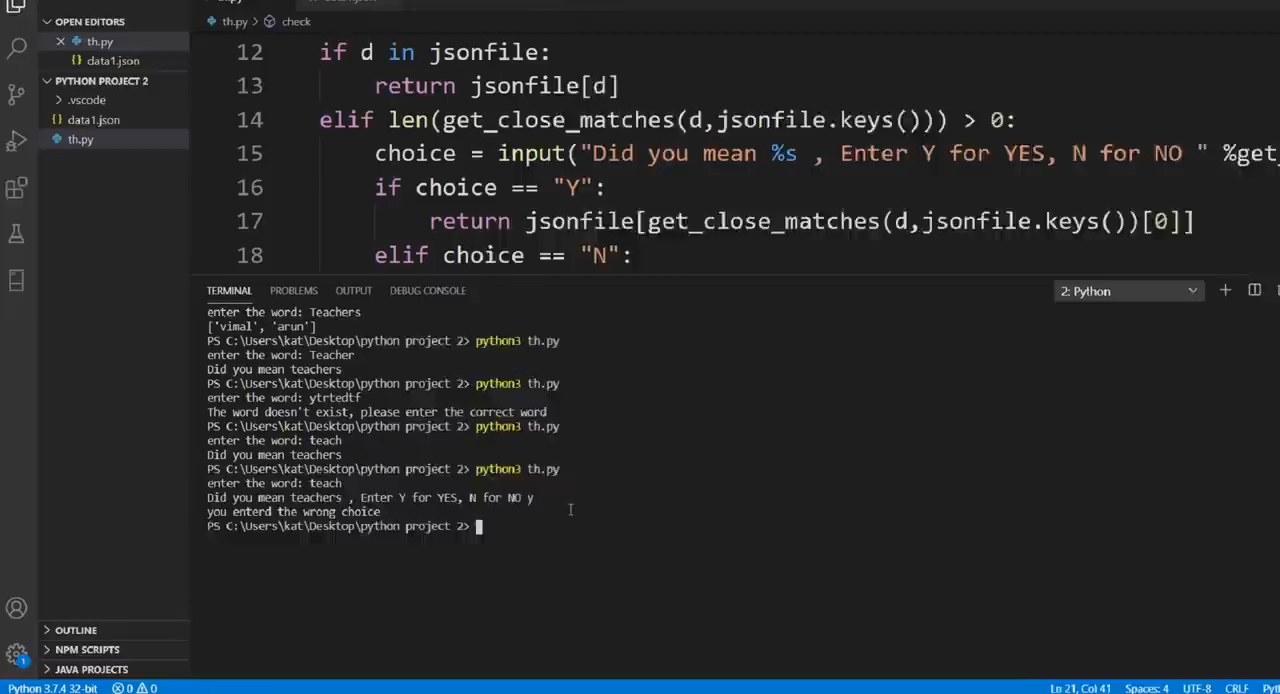 OPEN EDITORS
th.py
data1.json
PYTHON PROJECT 2
.vscode
data1.json
th.py
th.py > check
12 if d in jsonfile:
13 return jsonfile[d]
14 elif len(get_close_matches(d,jsonfile.keys())) > 0:
15 choice = input("Did you mean %s , Enter Y for YES, N for NO " %get_
16 if choice == "Y":
17 return jsonfile[get_close_matches(d,jsonfile.keys())[0]]
18 elif choice == "N":
TERMINAL PROBLEMS OUTPUT DEBUG CONSOLE 2: Python
enter the word: Teachers
['vimal', 'arun']
PS C:\Users\kat\Desktop\python project 2> python3 th.py
enter the word: Teacher
Did you mean teachers
PS C:\Users\kat\Desktop\python project 2> python3 th.py
enter the word: ytrtedtf
The word doesn't exist, please enter the correct word
PS C:\Users\kat\Desktop\python project 2> python3 th.py
enter the word: teach
Did you mean teachers
PS C:\Users\kat\Desktop\python project 2> python3 th.py
enter the word: teach
Did you mean teachers , Enter Y for YES, N for NO y
you enterd the wrong choice
PS C:\Users\kat\Desktop\python project 2>
OUTLINE
NPM SCRIPTS
1
JAVA PROJECTS
Python 3.7.4 32-bit 0 0 Ln 21, Col 41 Spaces: 4 UTF-8 CRLF